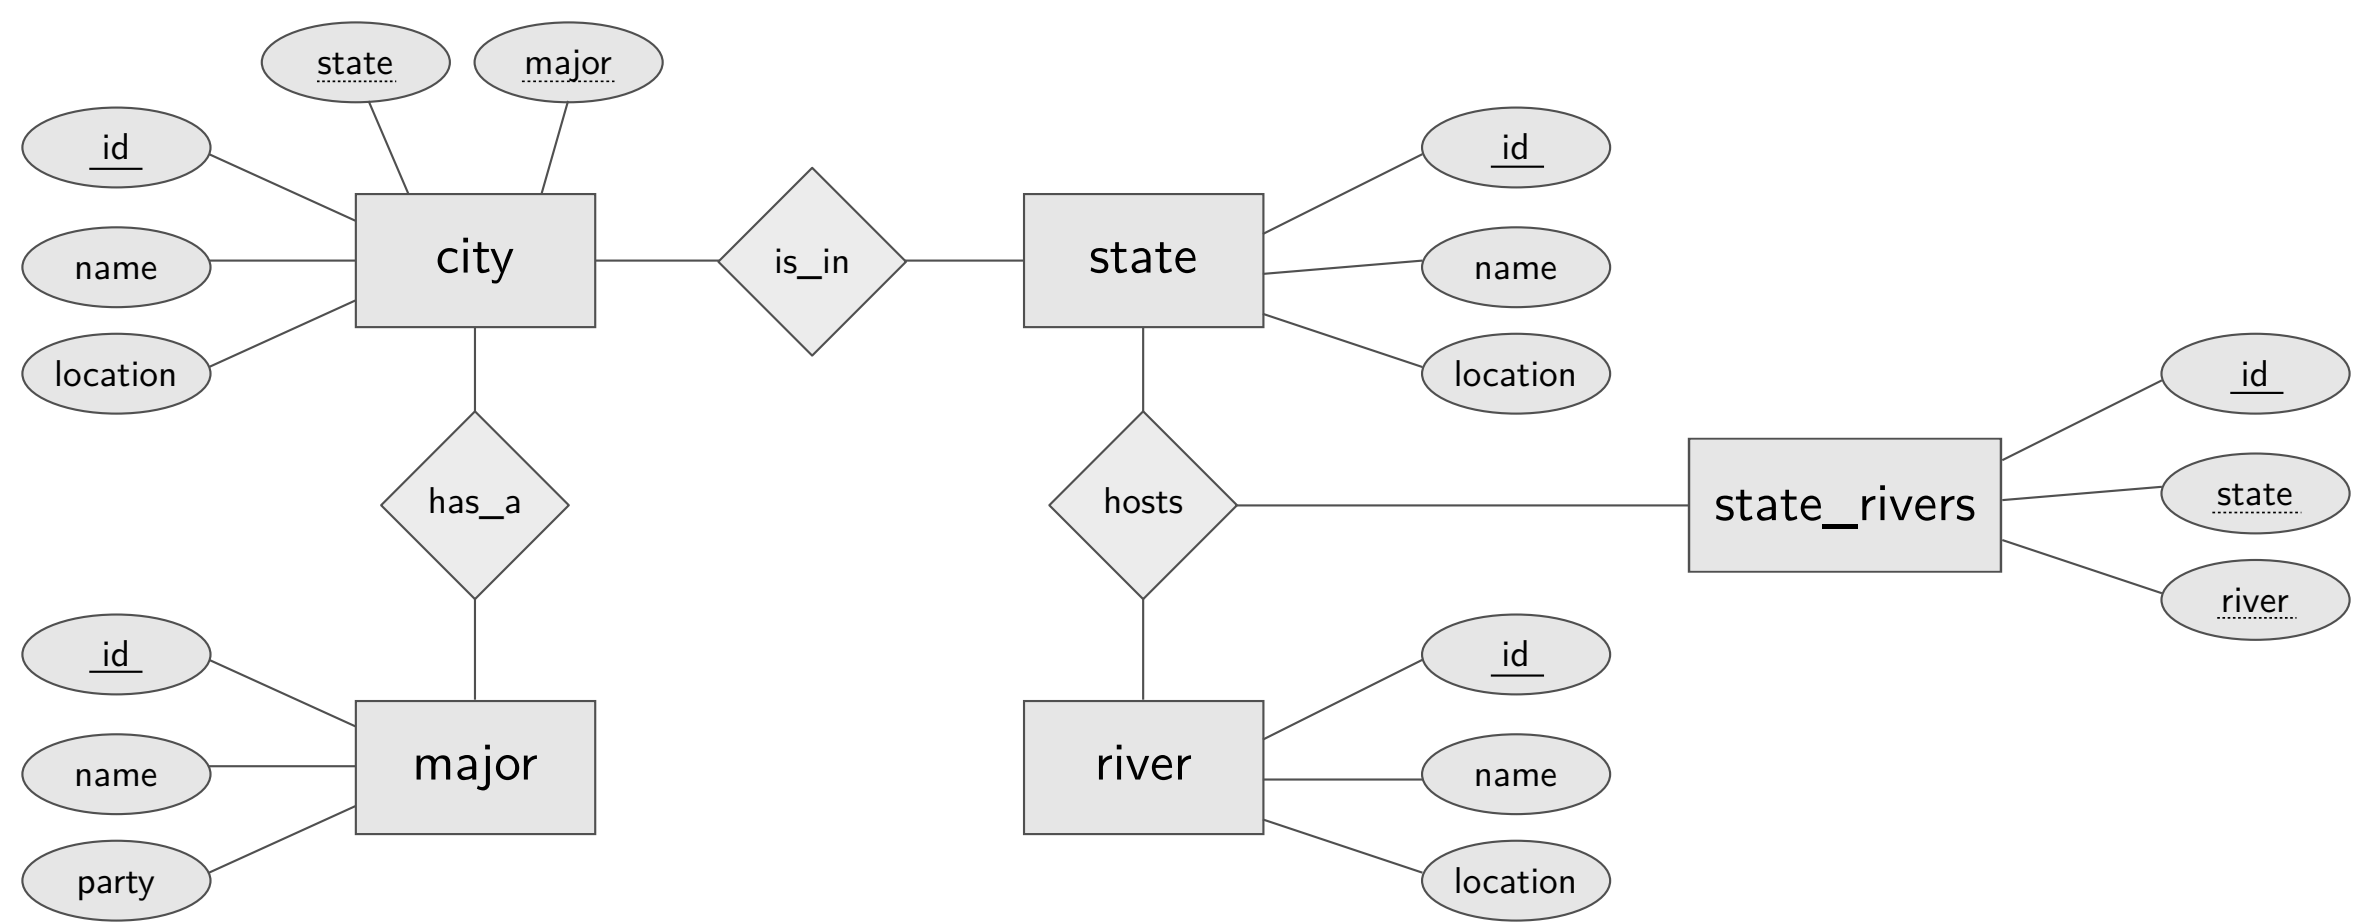 state
major
id
id
name
city
is_in
state
name
location
location
id
has_a
hosts
state_rivers
state
river
id
id
name
major
river
name
party
location